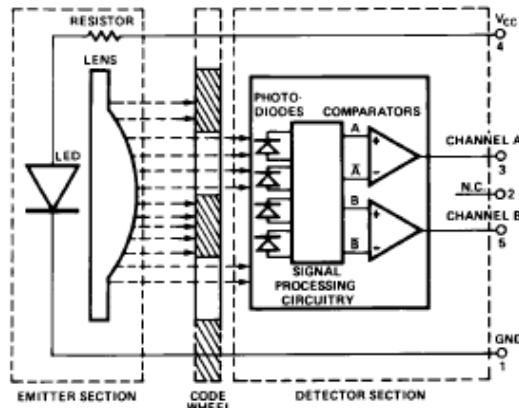 RESISTOR
LENS
LED
PHOTO-
DIODES
COMPARATORS
A
+
A̅
−
B
+
B̅
−
SIGNAL
PROCESSING
CIRCUITRY
VCC
4
CHANNEL A
3
N.C.
2
CHANNEL B
5
GND
1
EMITTER SECTION
CODE
WHEEL
DETECTOR SECTION